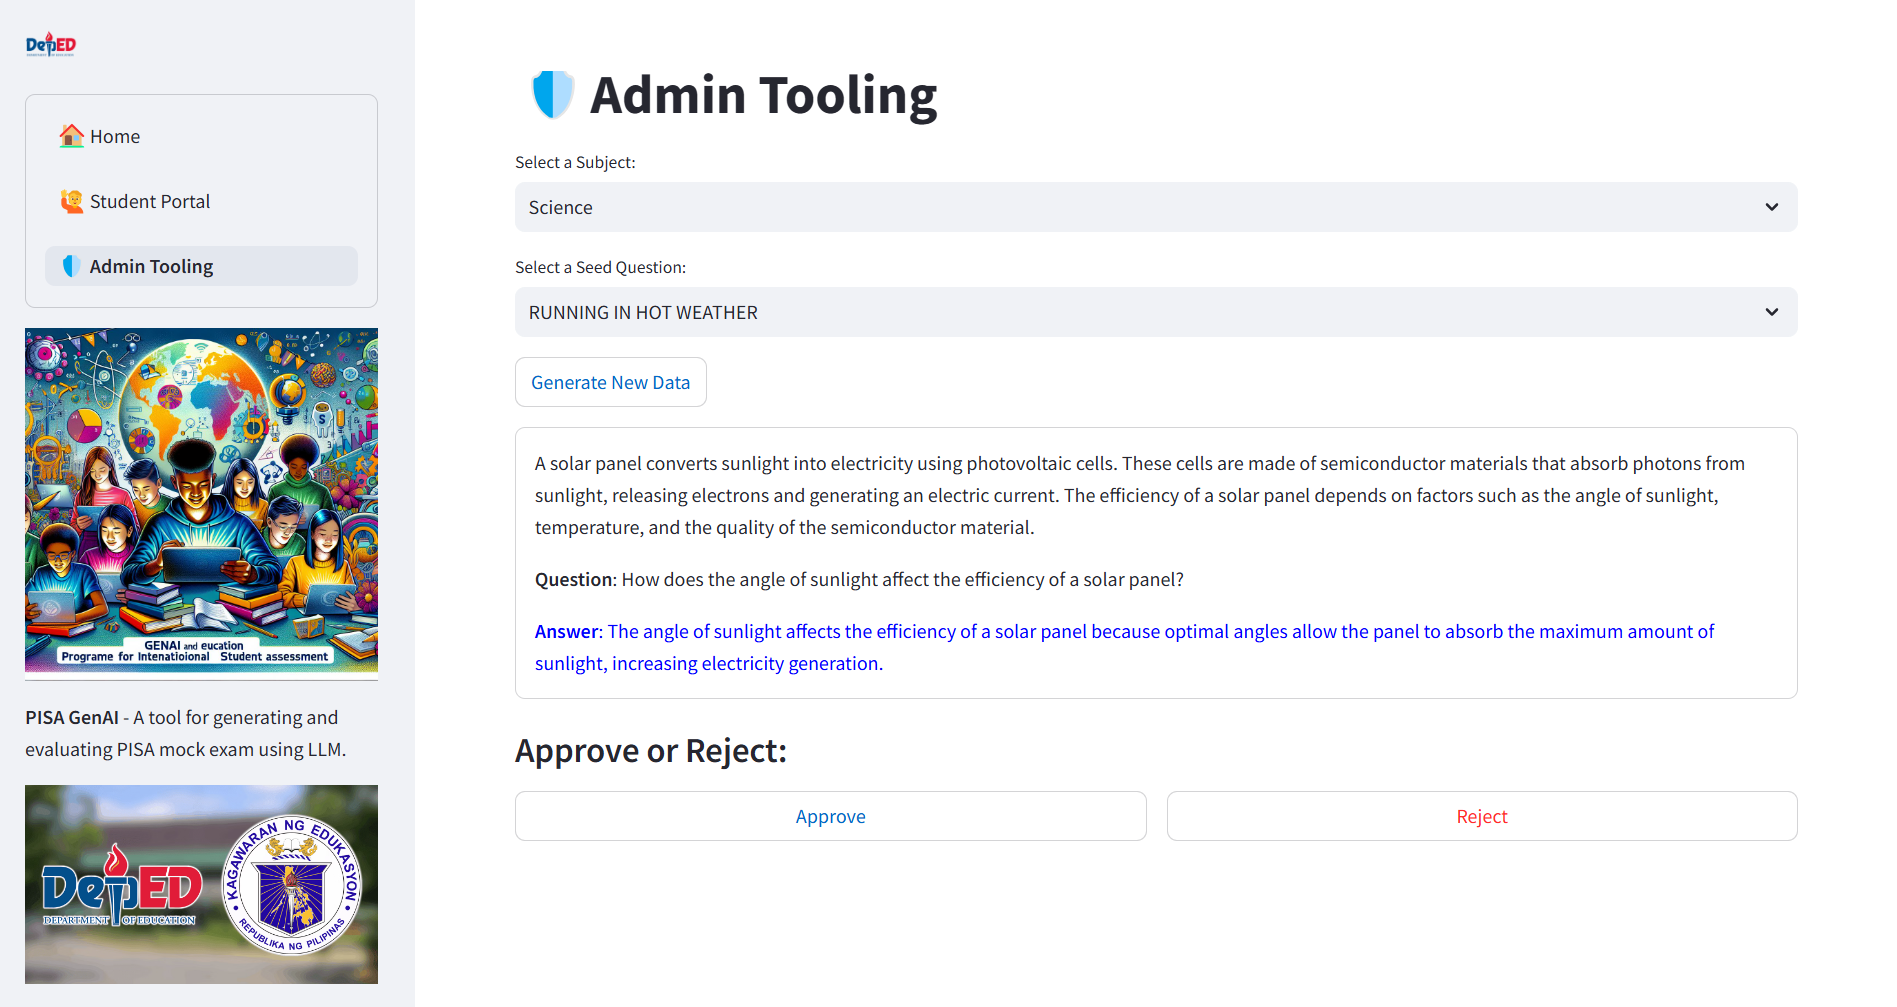 DepED
Home
Student Portal
Admin Tooling
GENAI and eucation
Programe for Intenatioional Student assessment
PISA GenAI - A tool for generating and
evaluating PISA mock exam using LLM.
DepED
DEPARTMENT OF EDUCATION
KAGAWARAN NG EDUKASYON
REPUBLIKA NG PILIPINAS
Admin Tooling
Select a Subject:
Science
Select a Seed Question:
RUNNING IN HOT WEATHER
Generate New Data
A solar panel converts sunlight into electricity using photovoltaic cells. These cells are made of semiconductor materials that absorb photons from
sunlight, releasing electrons and generating an electric current. The efficiency of a solar panel depends on factors such as the angle of sunlight,
temperature, and the quality of the semiconductor material.
Question: How does the angle of sunlight affect the efficiency of a solar panel?
Answer: The angle of sunlight affects the efficiency of a solar panel because optimal angles allow the panel to absorb the maximum amount of
sunlight, increasing electricity generation.
Approve or Reject:
Approve
Reject